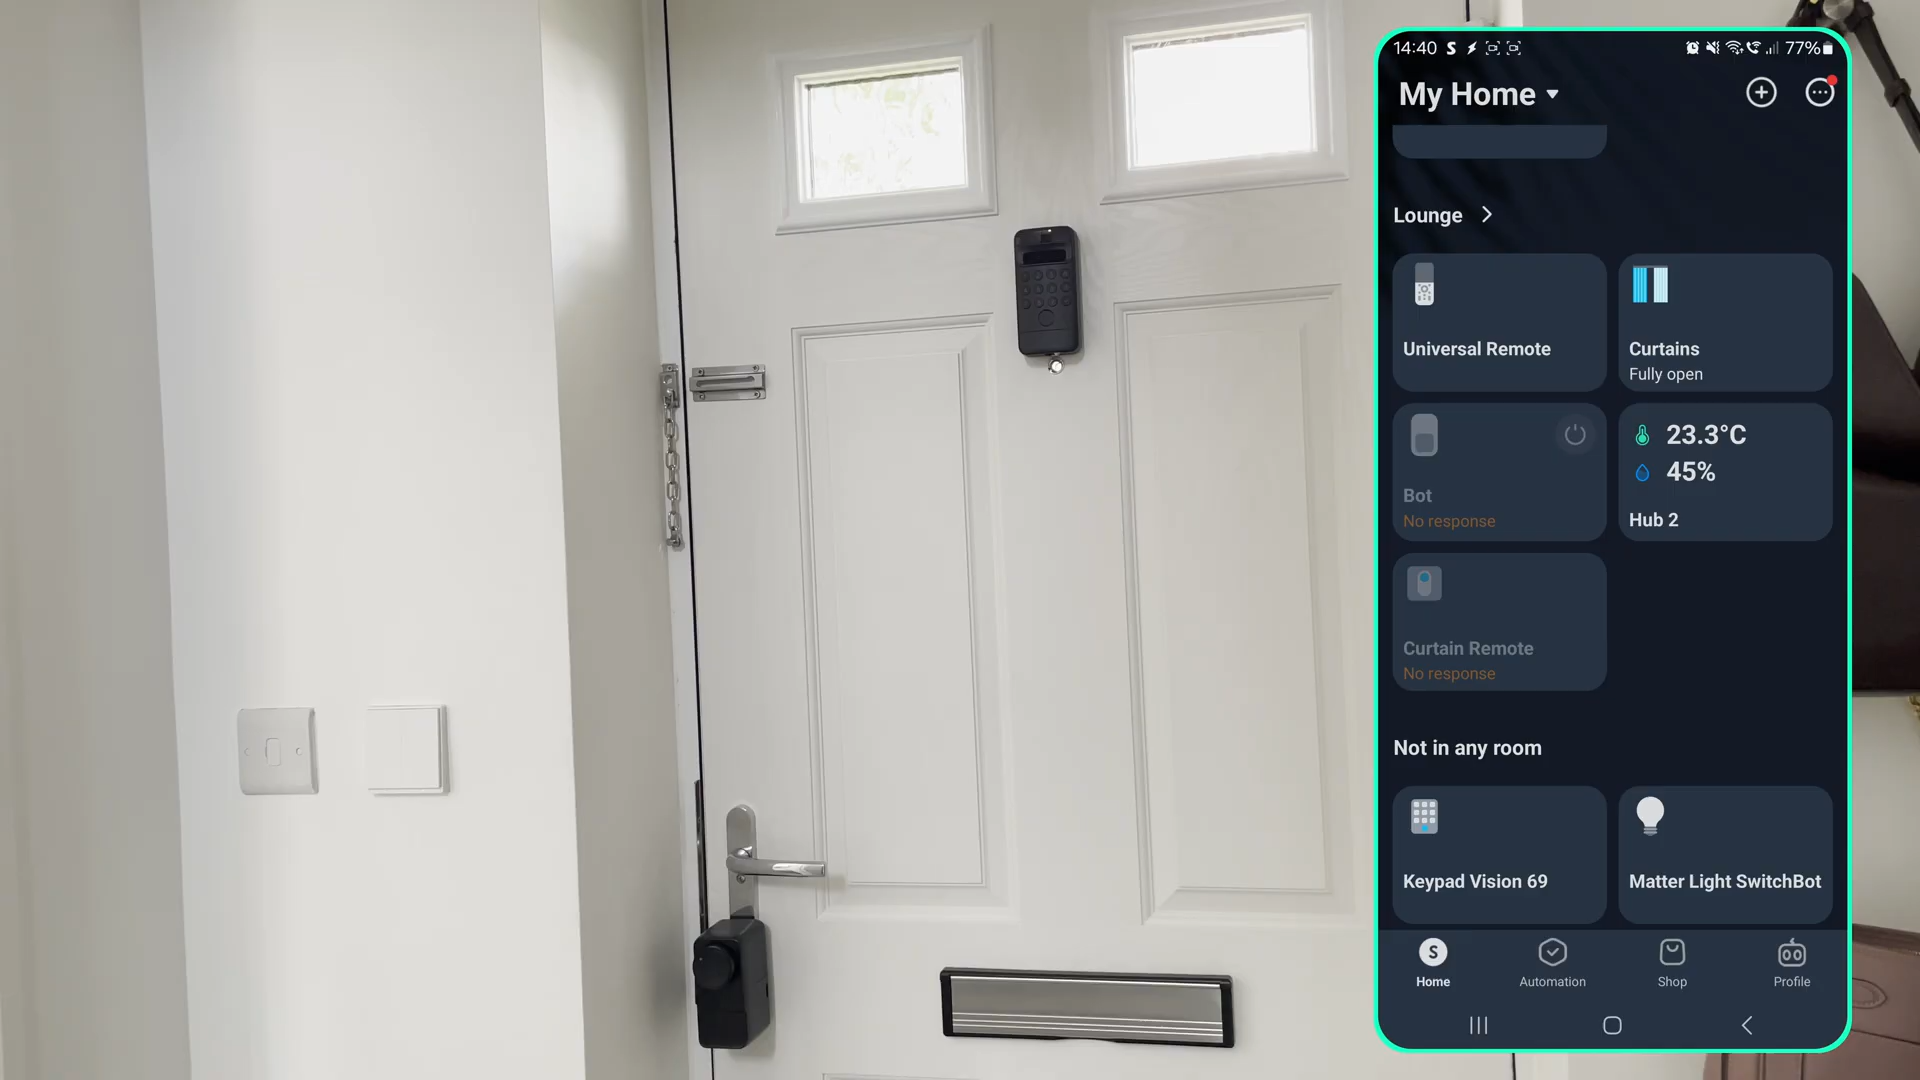 14:40 S 77%
My Home
Lounge
Universal Remote
Curtains
Fully open
Bot
No response
23.3°C
45%
Hub 2
Curtain Remote
No response
Not in any room
Keypad Vision 69
Matter Light SwitchBot
S
Home
Automation
Shop
Profile